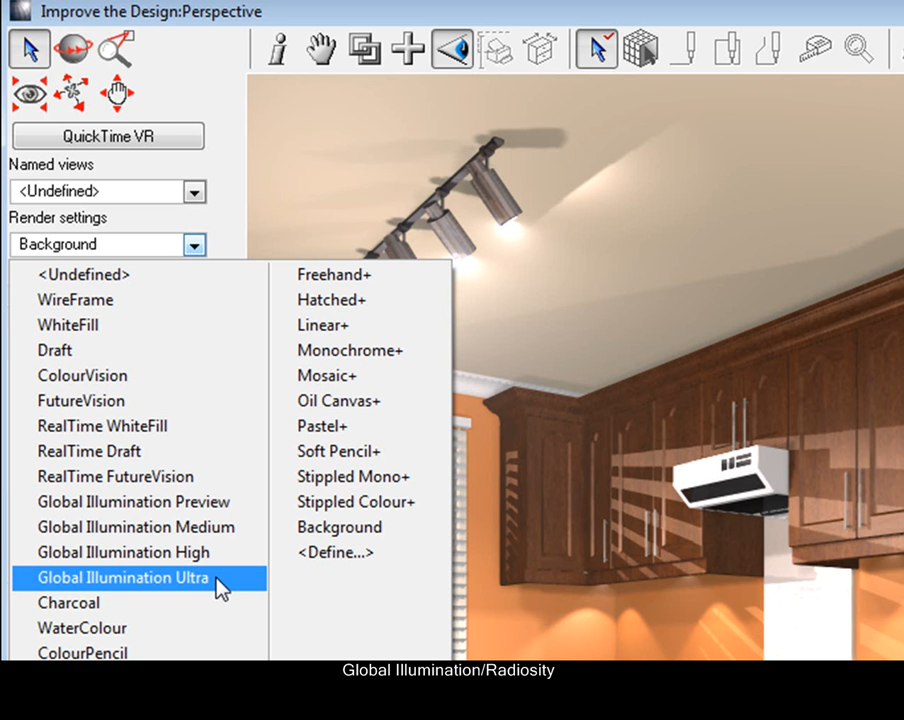 Improve the Design:Perspective
QuickTime VR
Named views
<Undefined>
Render settings
Background
<Undefined>
WireFrame
WhiteFill
Draft
ColourVision
FutureVision
RealTime WhiteFill
RealTime Draft
RealTime FutureVision
Global Illumination Preview
Global Illumination Medium
Global Illumination High
Global Illumination Ultra
Charcoal
WaterColour
ColourPencil
Freehand+
Hatched+
Linear+
Monochrome+
Mosaic+
Oil Canvas+
Pastel+
Soft Pencil+
Stippled Mono+
Stippled Colour+
Background
<Define...>
Global Illumination/Radiosity